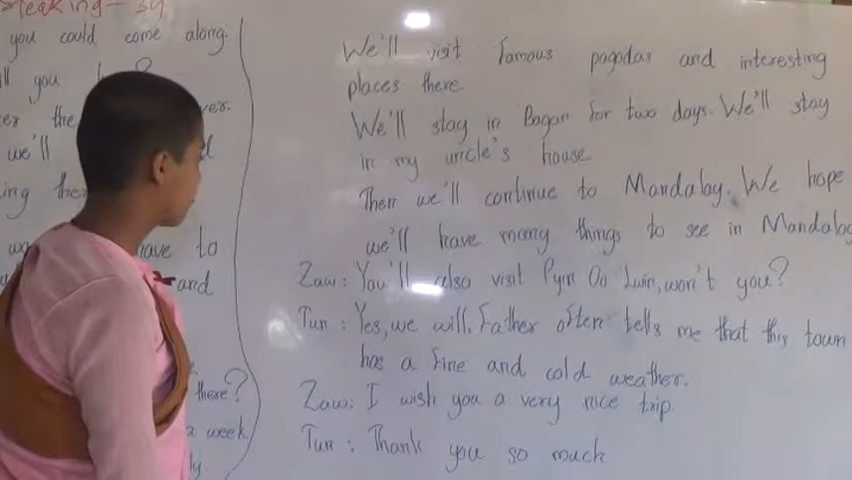 Speaking - 34
you could come along.
you
the
we'll
ing
have to
and
there?
a week
We'll visit famous pagodas and interesting
places there.
We'll stay in Bagan for two days. We'll stay
in my uncle's house
Then we'll continue to Mandalay. We hope
we'll have many things to see in Mandalay
Zaw: You'll also visit Pyin Oo Lwin, won't you?
Tun: Yes, we will. Father often tells me that this town
has a fine and cold weather.
Zaw: I wish you a very nice trip.
Tun: Thank you so much